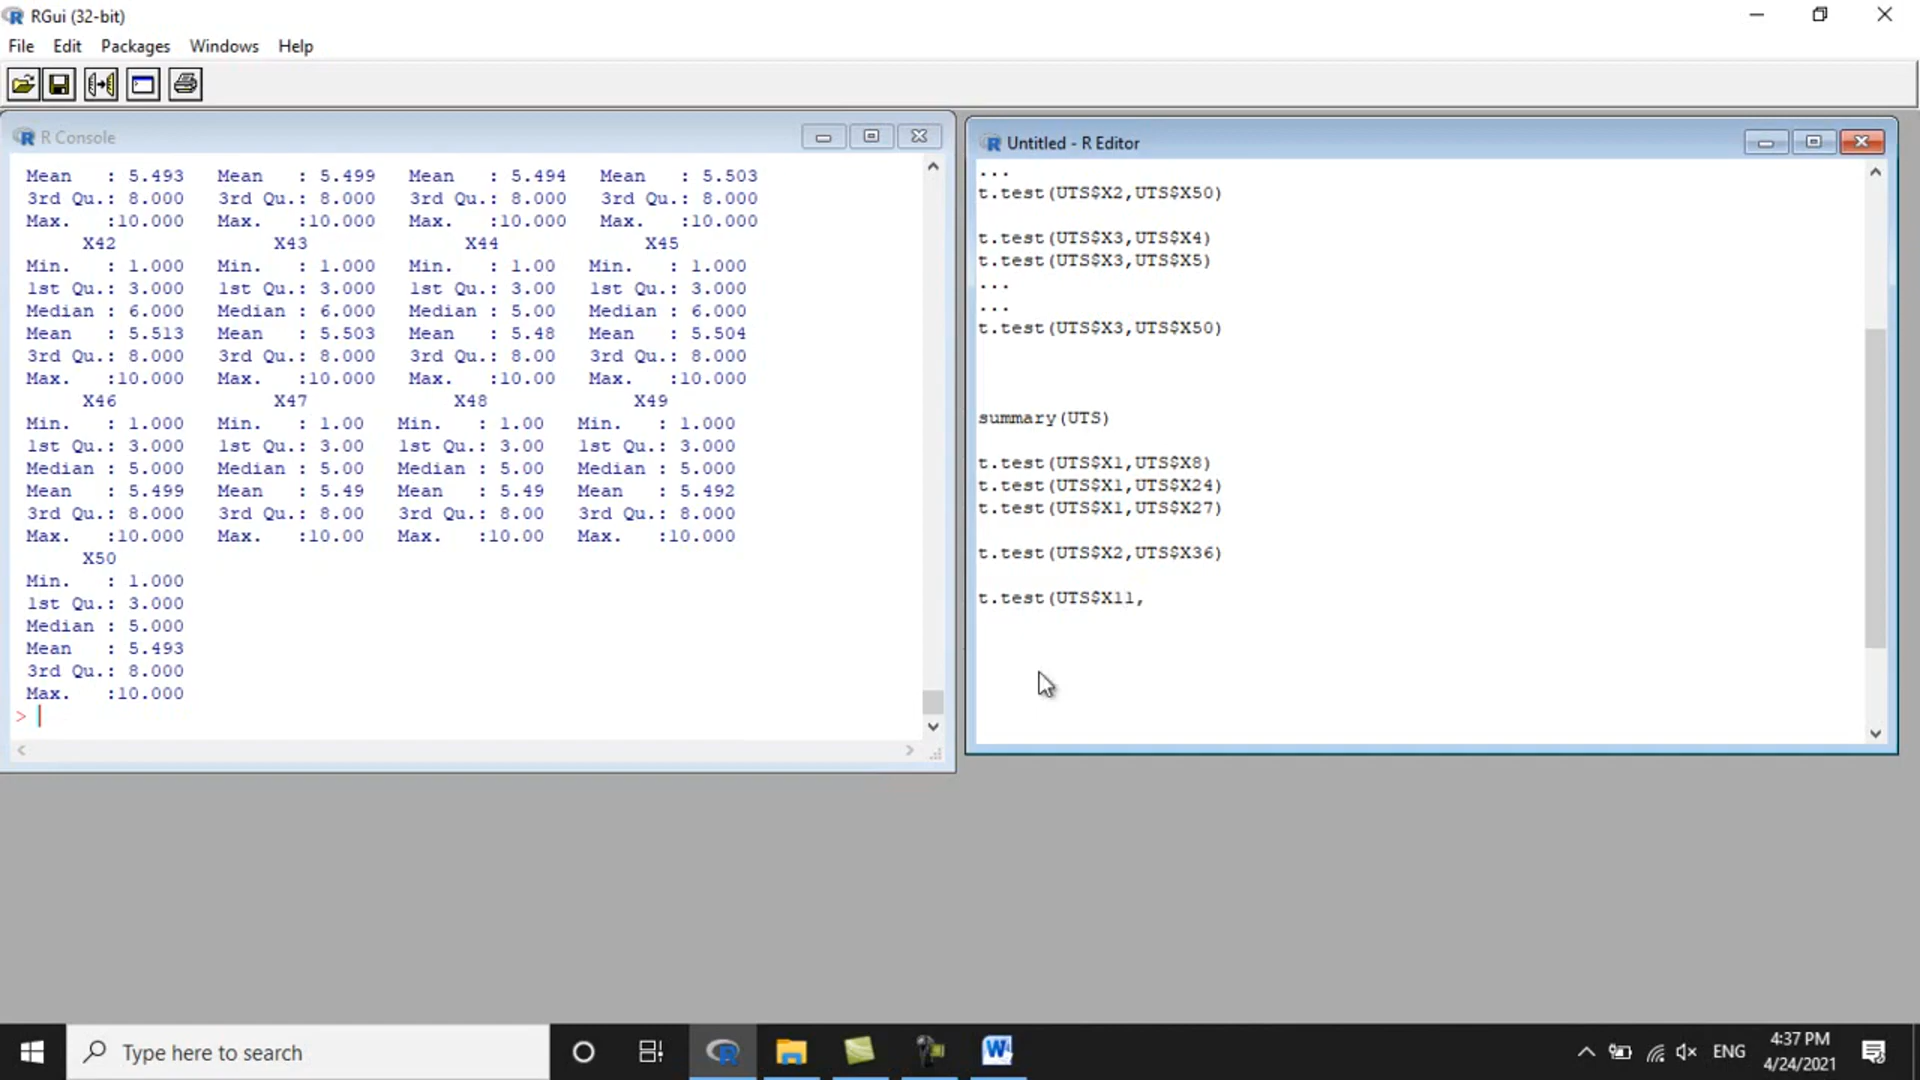 RGui (32-bit)
File Edit Packages Windows Help
R Console
Mean : 5.493 Mean : 5.499 Mean : 5.494 Mean : 5.503
3rd Qu.: 8.000 3rd Qu.: 8.000 3rd Qu.: 8.000 3rd Qu.: 8.000
Max. :10.000 Max. :10.000 Max. :10.000 Max. :10.000
X42 X43 X44 X45
Min. : 1.000 Min. : 1.000 Min. : 1.00 Min. : 1.000
1st Qu.: 3.000 1st Qu.: 3.000 1st Qu.: 3.00 1st Qu.: 3.000
Median : 6.000 Median : 6.000 Median : 5.00 Median : 6.000
Mean : 5.513 Mean : 5.503 Mean : 5.48 Mean : 5.504
3rd Qu.: 8.000 3rd Qu.: 8.000 3rd Qu.: 8.00 3rd Qu.: 8.000
Max. :10.000 Max. :10.000 Max. :10.00 Max. :10.000
X46 X47 X48 X49
Min. : 1.000 Min. : 1.00 Min. : 1.00 Min. : 1.000
1st Qu.: 3.000 1st Qu.: 3.00 1st Qu.: 3.00 1st Qu.: 3.000
Median : 5.000 Median : 5.00 Median : 5.00 Median : 5.000
Mean : 5.499 Mean : 5.49 Mean : 5.49 Mean : 5.492
3rd Qu.: 8.000 3rd Qu.: 8.00 3rd Qu.: 8.00 3rd Qu.: 8.000
Max. :10.000 Max. :10.00 Max. :10.00 Max. :10.000
X50
Min. : 1.000
1st Qu.: 3.000
Median : 5.000
Mean : 5.493
3rd Qu.: 8.000
Max. :10.000
>
Untitled - R Editor
...
t.test(UTS$X2,UTS$X50)
t.test(UTS$X3,UTS$X4)
t.test(UTS$X3,UTS$X5)
...
...
t.test(UTS$X3,UTS$X50)
summary(UTS)
t.test(UTS$X1,UTS$X8)
t.test(UTS$X1,UTS$X24)
t.test(UTS$X1,UTS$X27)
t.test(UTS$X2,UTS$X36)
t.test(UTS$X11,
Type here to search
ENG
4:37 PM
4/24/2021